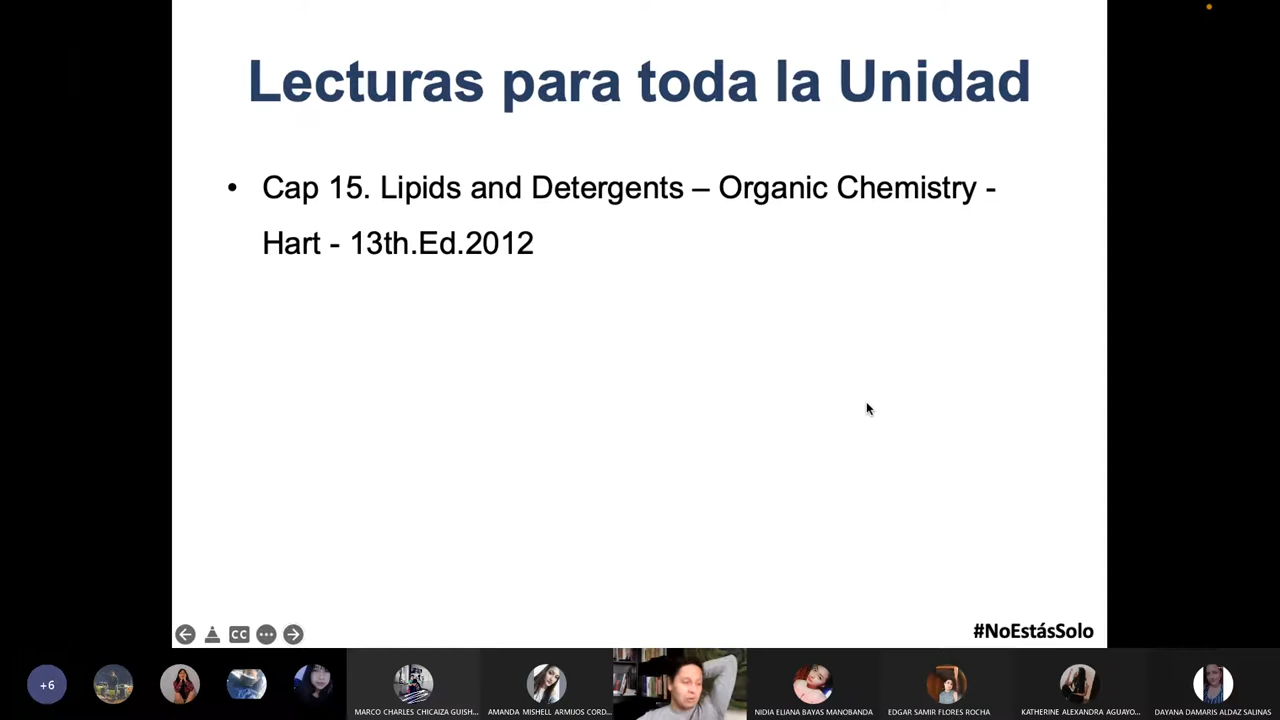 Lecturas para toda la Unidad
• Cap 15. Lipids and Detergents – Organic Chemistry -
Hart - 13th.Ed.2012
CC
#NoEstásSolo
+6
MARCO CHARLES CHICAIZA GUISH...
AMANDA MISHELL ARMIJOS CORD...
NIDIA ELIANA BAYAS MANOBANDA
EDGAR SAMIR FLORES ROCHA
KATHERINE ALEXANDRA AGUAYO...
DAYANA DAMARIS ALDAZ SALINAS